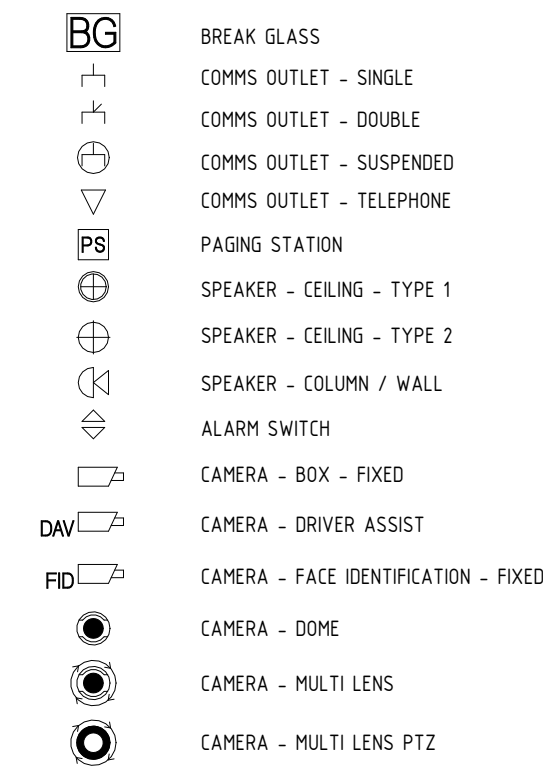 BG BREAK GLASS
COMMS OUTLET - SINGLE
COMMS OUTLET - DOUBLE
COMMS OUTLET - SUSPENDED
COMMS OUTLET - TELEPHONE
PS PAGING STATION
SPEAKER - CEILING - TYPE 1
SPEAKER - CEILING - TYPE 2
SPEAKER - COLUMN / WALL
ALARM SWITCH
CAMERA - BOX - FIXED
DAV CAMERA - DRIVER ASSIST
FID CAMERA - FACE IDENTIFICATION - FIXED
CAMERA - DOME
CAMERA - MULTI LENS
CAMERA - MULTI LENS PTZ